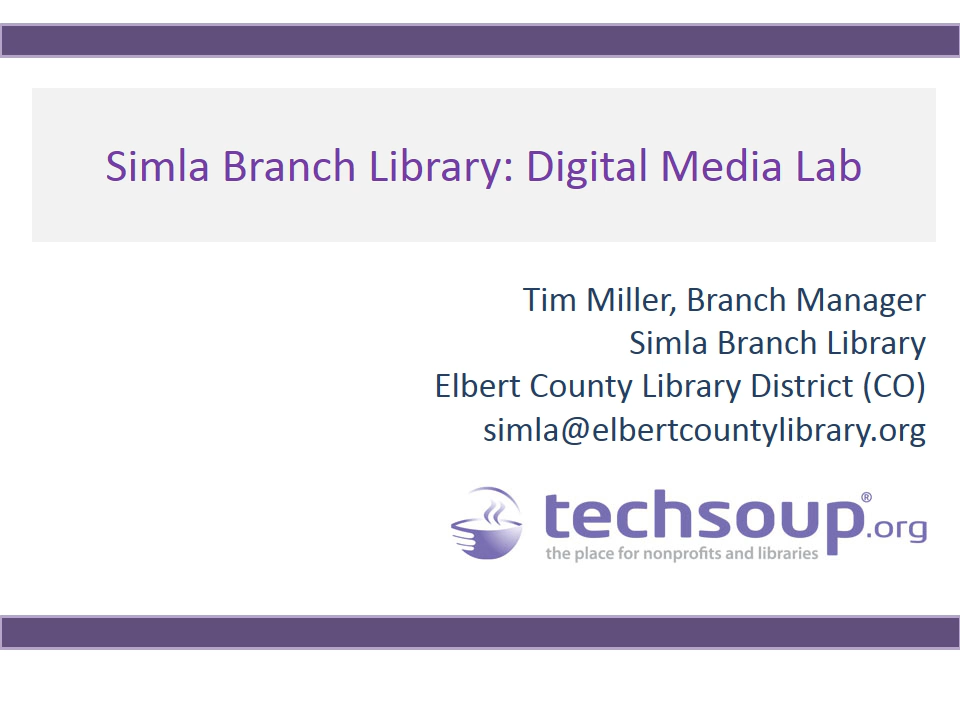 Simla Branch Library: Digital Media Lab
Tim Miller, Branch Manager
Simla Branch Library
Elbert County Library District (CO)
simla@elbertcountylibrary.org
techsoup®.org
the place for nonprofits and libraries